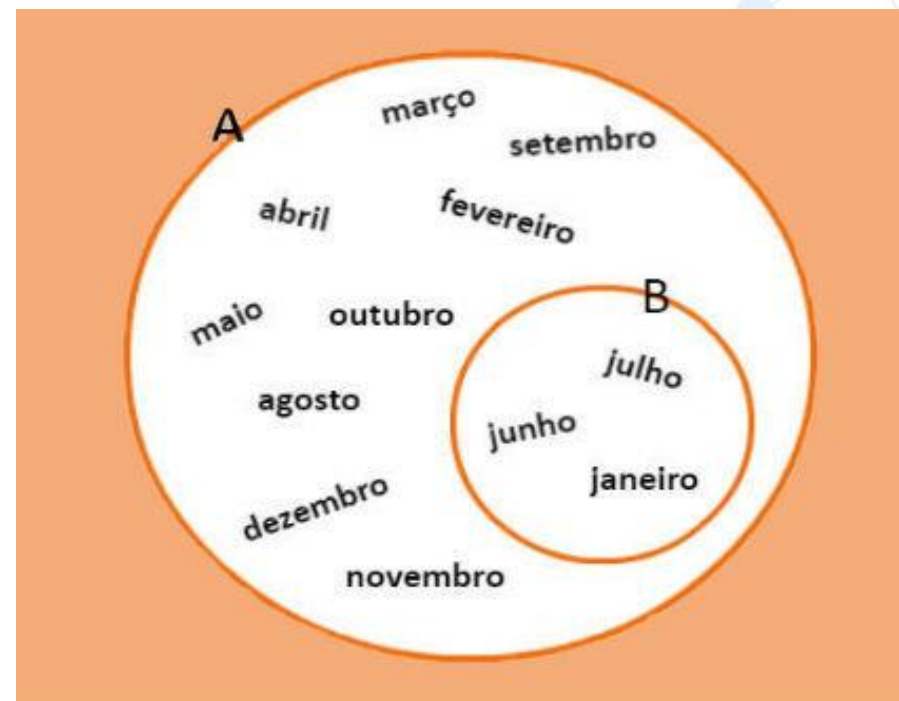 março
A
setembro
abril
fevereiro
maio
outubro
B
julho
agosto
junho
janeiro
dezembro
novembro